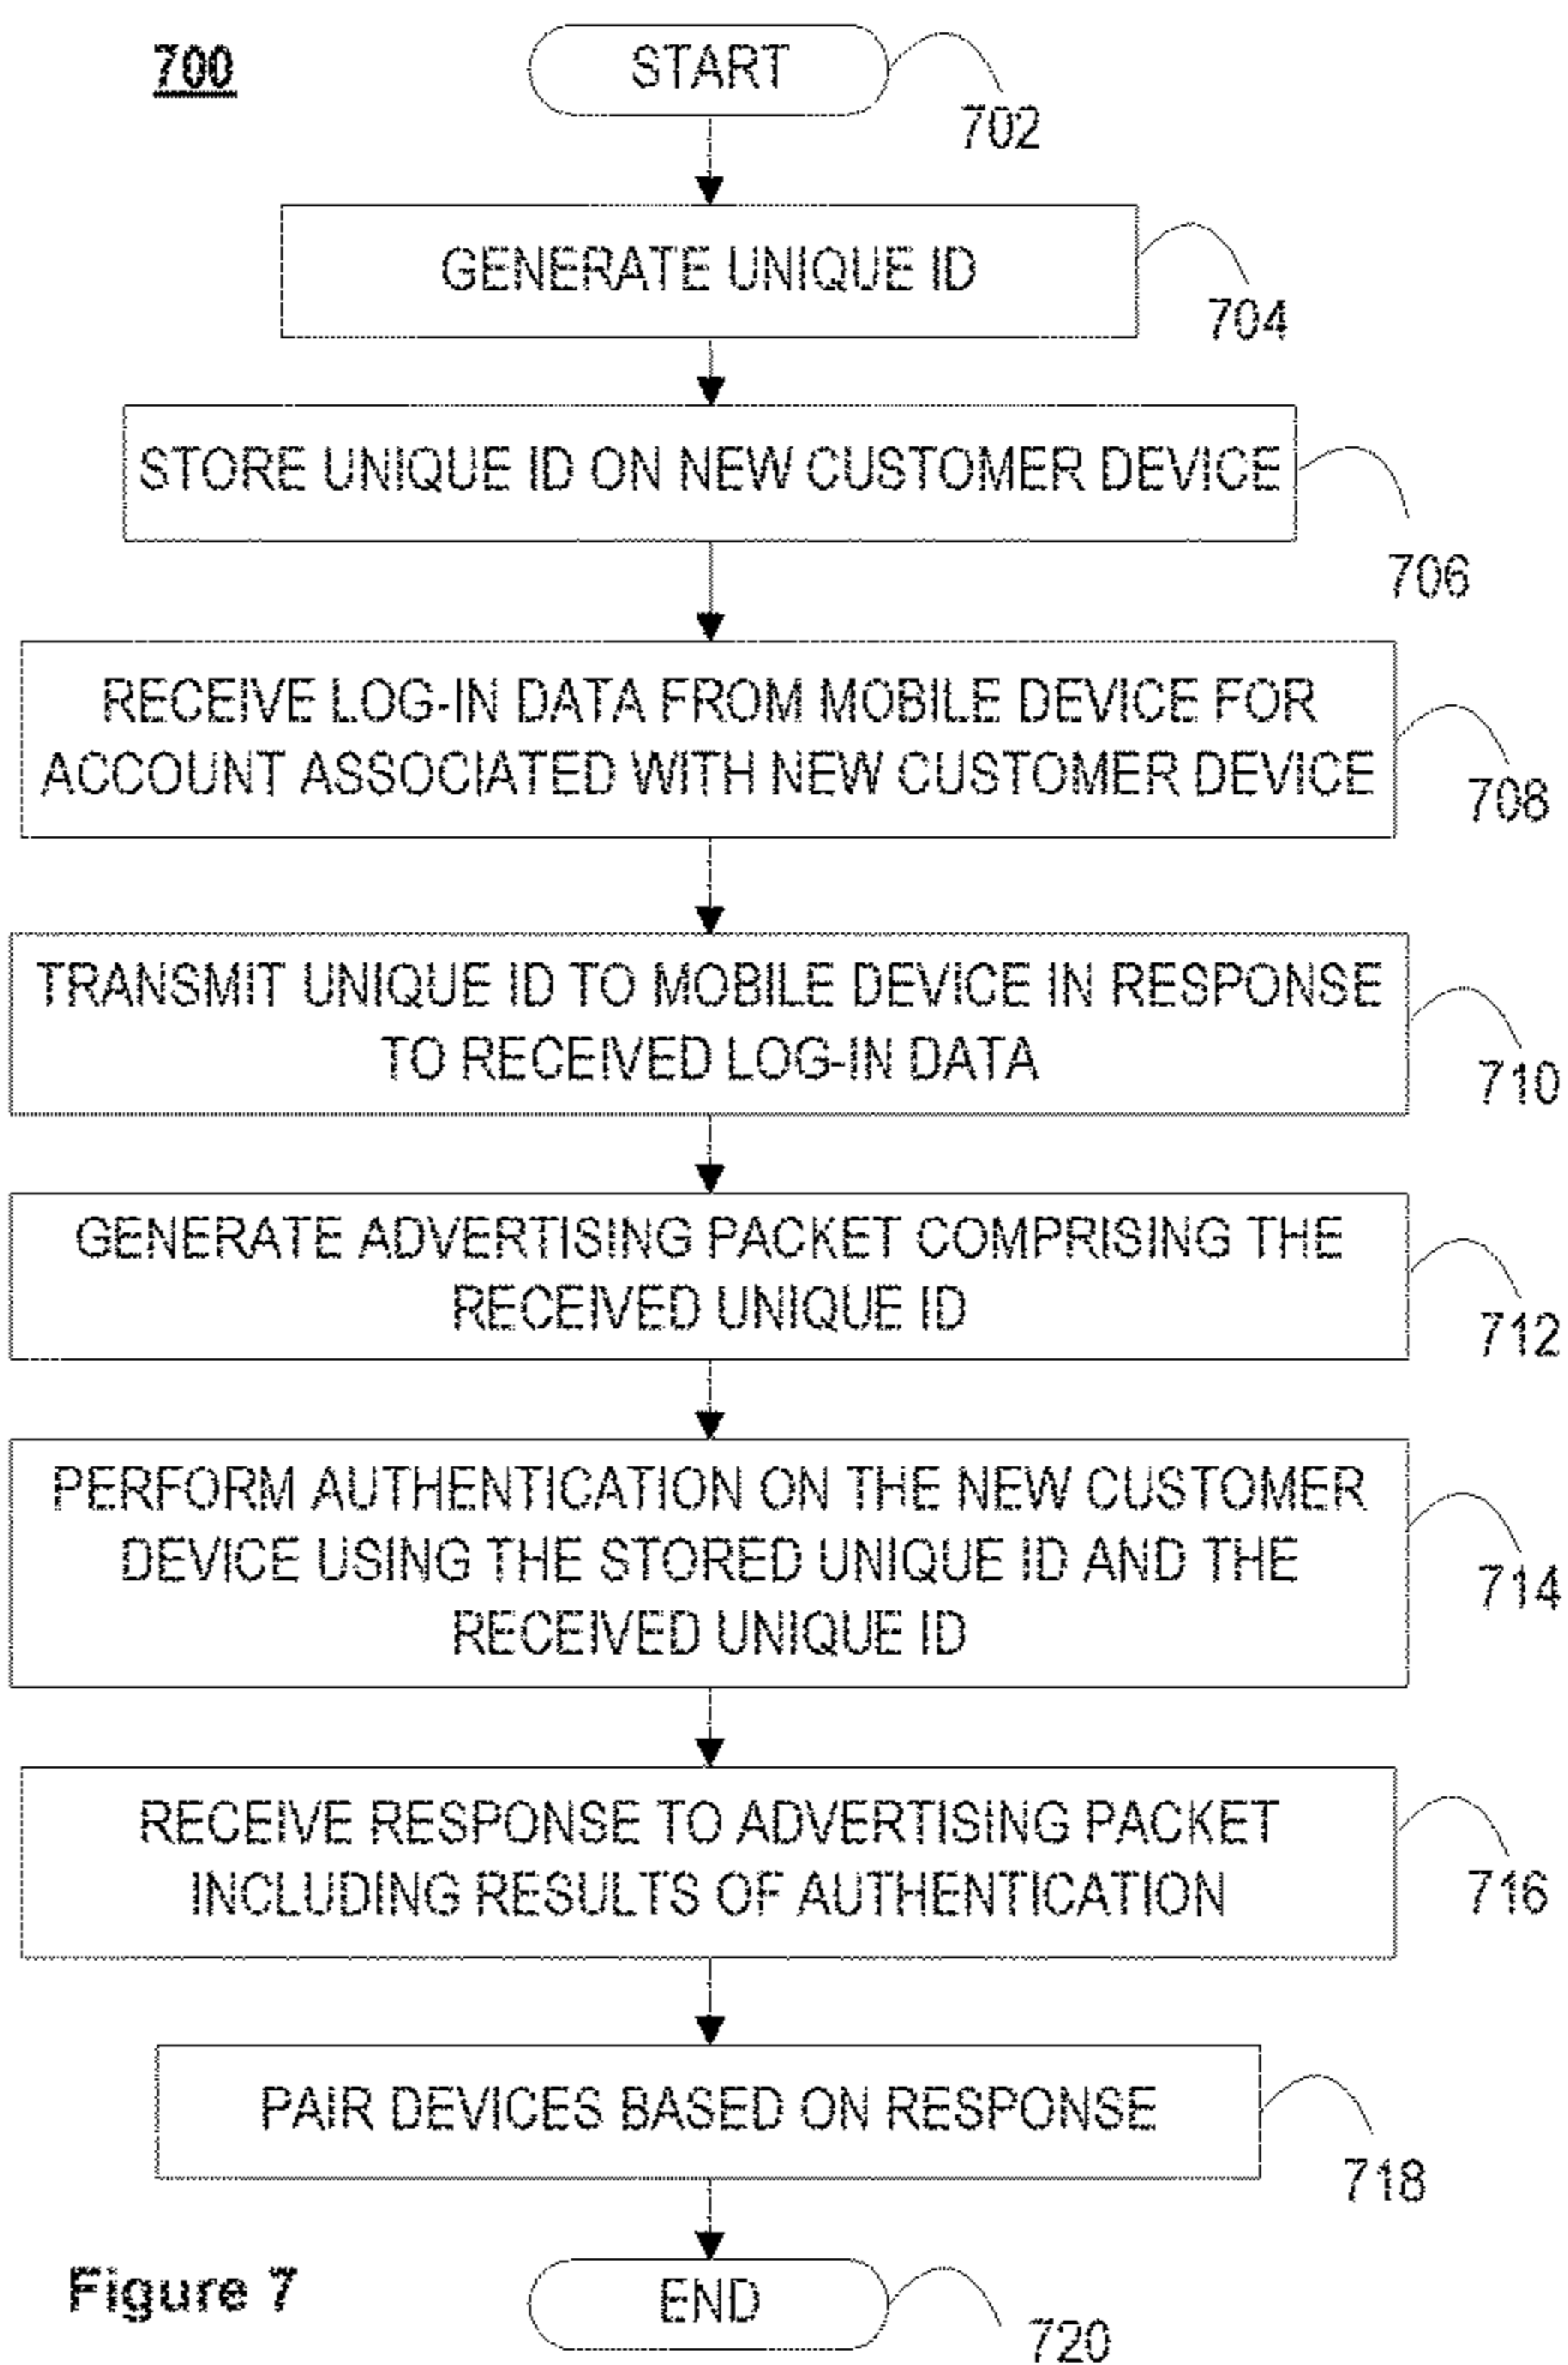 700
START
702
GENERATE UNIQUE ID
704
STORE UNIQUE ID ON NEW CUSTOMER DEVICE
706
RECEIVE LOG-IN DATA FROM MOBILE DEVICE FOR
ACCOUNT ASSOCIATED WITH NEW CUSTOMER DEVICE
708
TRANSMIT UNIQUE ID TO MOBILE DEVICE IN RESPONSE
TO RECEIVED LOG-IN DATA
710
GENERATE ADVERTISING PACKET COMPRISING THE
RECEIVED UNIQUE ID
712
PERFORM AUTHENTICATION ON THE NEW CUSTOMER
DEVICE USING THE STORED UNIQUE ID AND THE
RECEIVED UNIQUE ID
714
RECEIVE RESPONSE TO ADVERTISING PACKET
INCLUDING RESULTS OF AUTHENTICATION
716
PAIR DEVICES BASED ON RESPONSE
718
Figure 7
END
720